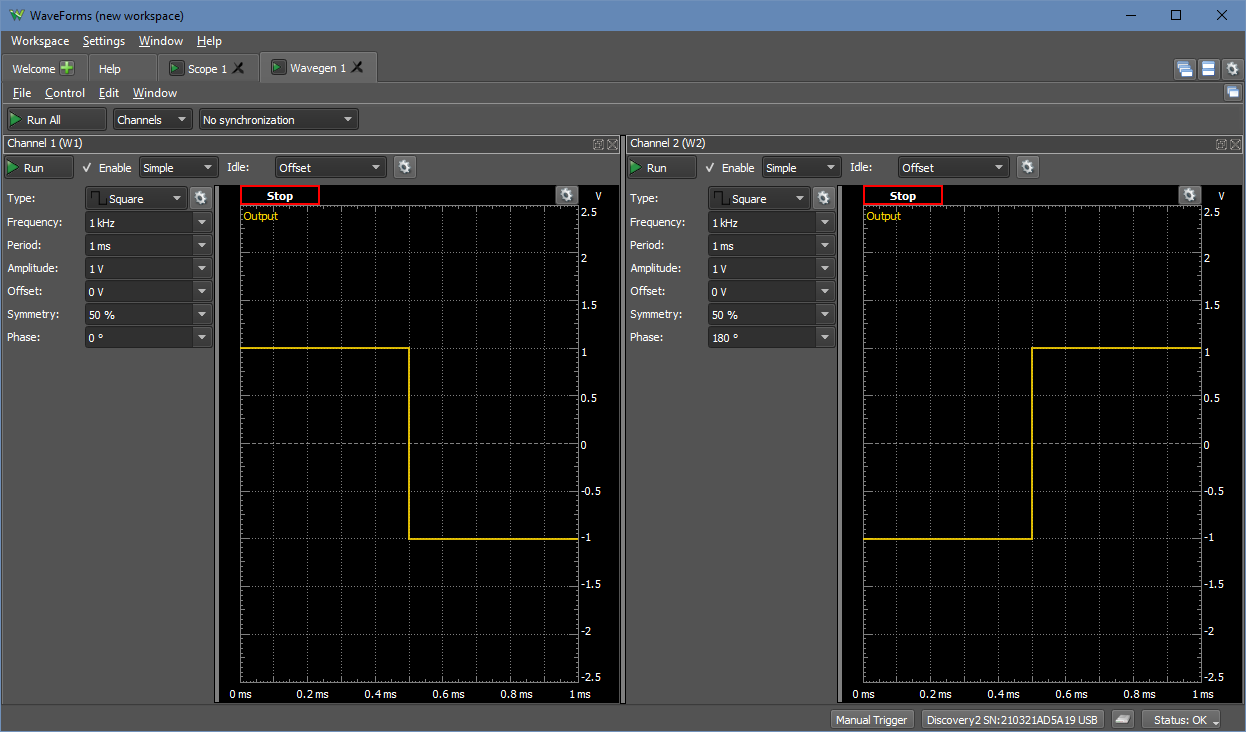 WaveForms (new workspace)
Workspace Settings Window Help
Welcome Help Scope 1 Wavegen 1
File Control Edit Window
Run All Channels No synchronization
Channel 1 (W1)
Run Enable Simple Idle: Offset
Type: Square
Frequency: 1 kHz
Period: 1 ms
Amplitude: 1 V
Offset: 0 V
Symmetry: 50 %
Phase: 0 °
Stop V
Output
2.5
2
1.5
1
0.5
0
-0.5
-1
-1.5
-2
-2.5
0 ms 0.2 ms 0.4 ms 0.6 ms 0.8 ms 1 ms
Channel 2 (W2)
Run Enable Simple Idle: Offset
Type: Square
Frequency: 1 kHz
Period: 1 ms
Amplitude: 1 V
Offset: 0 V
Symmetry: 50 %
Phase: 180 °
Stop V
Output
2.5
2
1.5
1
0.5
0
-0.5
-1
-1.5
-2
-2.5
0 ms 0.2 ms 0.4 ms 0.6 ms 0.8 ms 1 ms
Manual Trigger Discovery2 SN:210321AD5A19 USB Status: OK